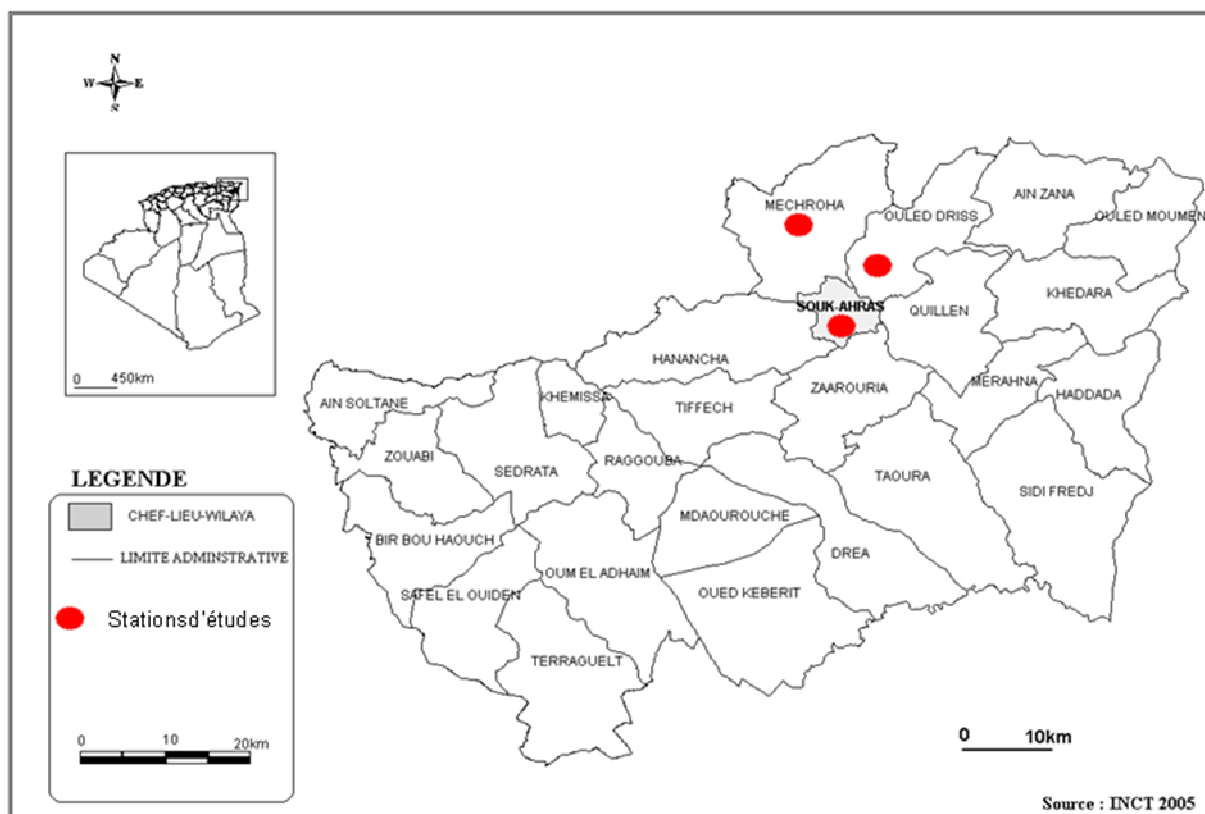 N
W E
S
MECHROHA
AIN ZANA
OULED DRISS
OULED MOUMEN
KHEDARA
SOUK-AHRAS
QUILLEN
HANANCHA
0 450km
MERAHNA
ZAAROURIA
HADDADA
KHEMISSA
AIN SOLTANE
TIFFECH
ZOUABI
RAGGOUBA
SEDRATA
TAOURA
SIDI FREDJ
LEGENDE
CHEF-LIEU-WILAYA
MDAOUROUCHE
BIR BOU HAOUCH
LIMITE ADMINSTRATIVE
DREA
OUM EL ADHAIM
OUED KEBERIT
SAFEL EL OUIDEN
Stationsd'études
TERRAGUELT
0 10 20km
0 10km
Source : INCT 2005